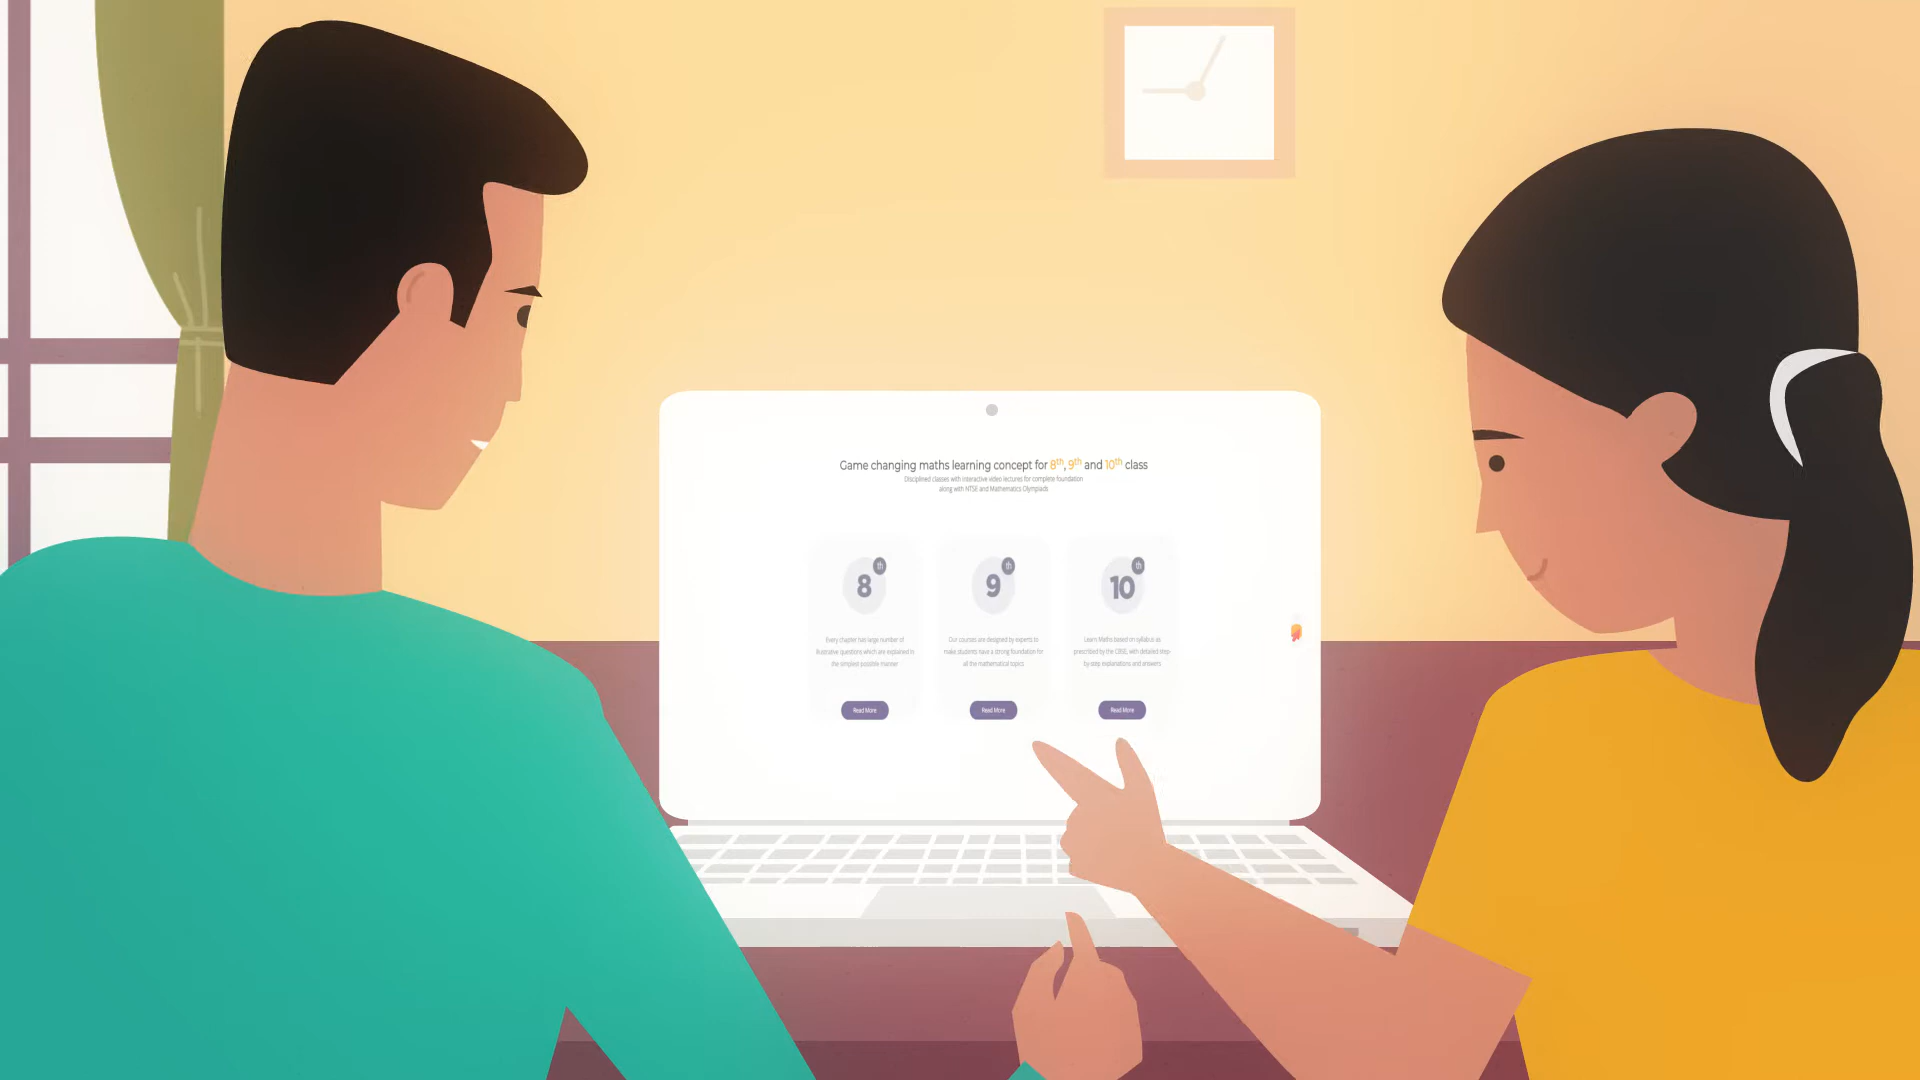 Game changing maths learning concept for 8th, 9th and 10th class
Disciplined classes with interactive video lectures for complete foundation
along with NTSE and Mathematics Olympiads
8th
Every chapter has large number of
illustrative questions which are explained in
the simplest possible manner
Read More
9th
Our courses are designed by experts to
make students have a strong foundation for
all the mathematical topics
Read More
10th
Learn Maths based on syllabus as
prescribed by the CBSE, with detailed step-
by-step explanations and answers
Read More